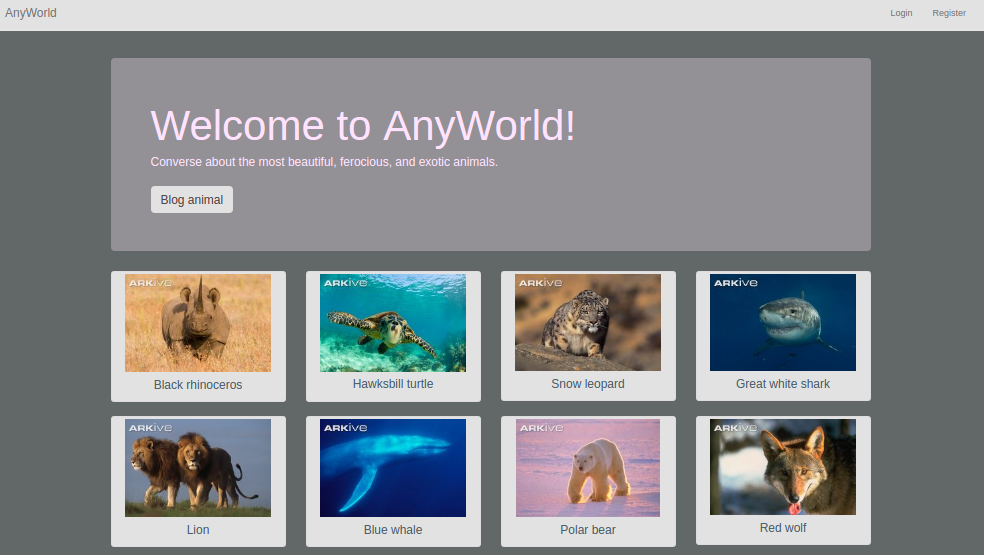 AnyWorld
Login Register
Welcome to AnyWorld!
Converse about the most beautiful, ferocious, and exotic animals.
Blog animal
ARKive ARKive ARKive ARKive
Black rhinoceros Hawksbill turtle Snow leopard Great white shark
ARKive ARKive ARKive ARKive
Lion Blue whale Polar bear Red wolf